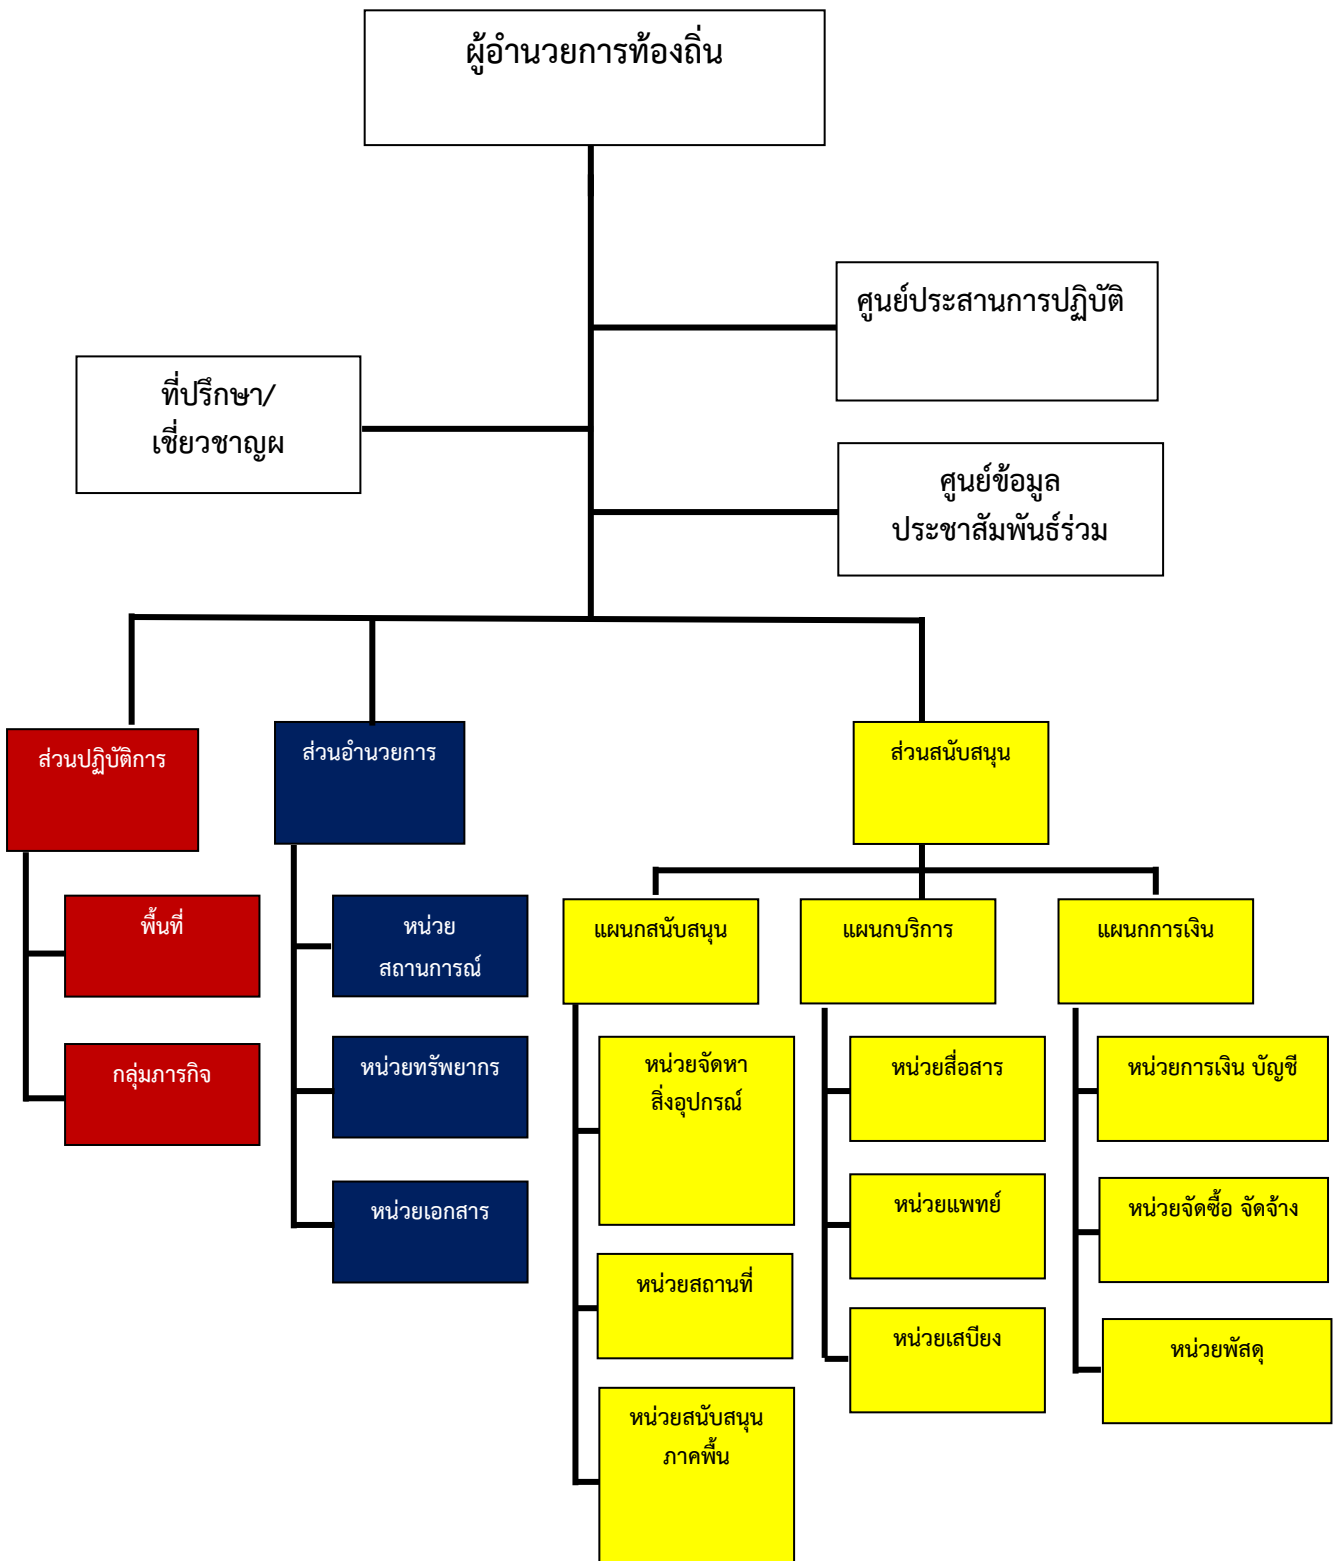 ผู้อำนวยการท้องถิ่น
ศูนย์ประสานการปฏิบัติ
ที่ปรึกษา/
เชี่ยวชาญผ
ศูนย์ข้อมูล
ประชาสัมพันธ์ร่วม
ส่วนปฏิบัติการ
ส่วนอำนวยการ
ส่วนสนับสนุน
พื้นที่
กลุ่มภารกิจ
หน่วย
สถานการณ์
หน่วยทรัพยากร
หน่วยเอกสาร
แผนกสนับสนุน
แผนกบริการ
แผนกการเงิน
หน่วยจัดหา
สิ่งอุปกรณ์
หน่วยสถานที่
หน่วยสนับสนุน
ภาคพื้น
หน่วยสื่อสาร
หน่วยแพทย์
หน่วยเสบียง
หน่วยการเงิน บัญชี
หน่วยจัดซื้อ จัดจ้าง
หน่วยพัสดุ